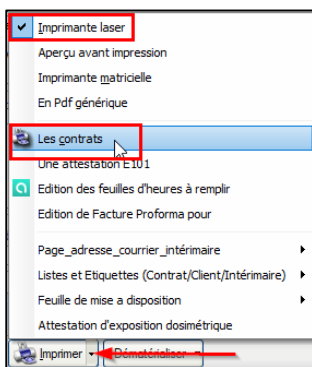 Imprimante laser
Aperçu avant impression
Imprimante matricielle
En Pdf générique
Les contrats
Une attestation E101
Edition des feuilles d'heures à remplir
Edition de Facture Proforma pour
Page_adresse_courrier_intérimaire
Listes et Etiquettes (Contrat/Client/Intérimaire)
Feuille de mise a disposition
Attestation d'exposition dosimétrique
Imprimer Dématérialiser